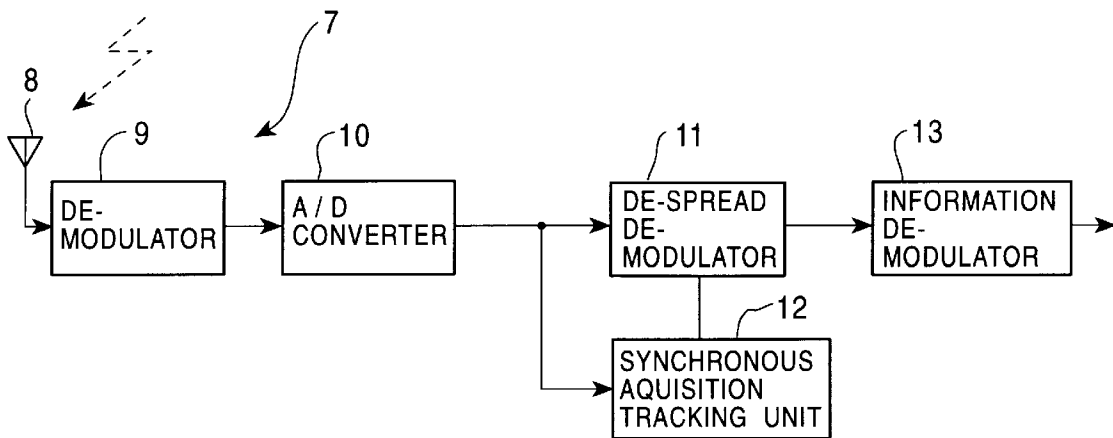 7
8
9
10
11
13
DE-
MODULATOR
A / D
CONVERTER
DE-SPREAD
DE-
MODULATOR
INFORMATION
DE-
MODULATOR
12
SYNCHRONOUS
AQUISITION
TRACKING UNIT